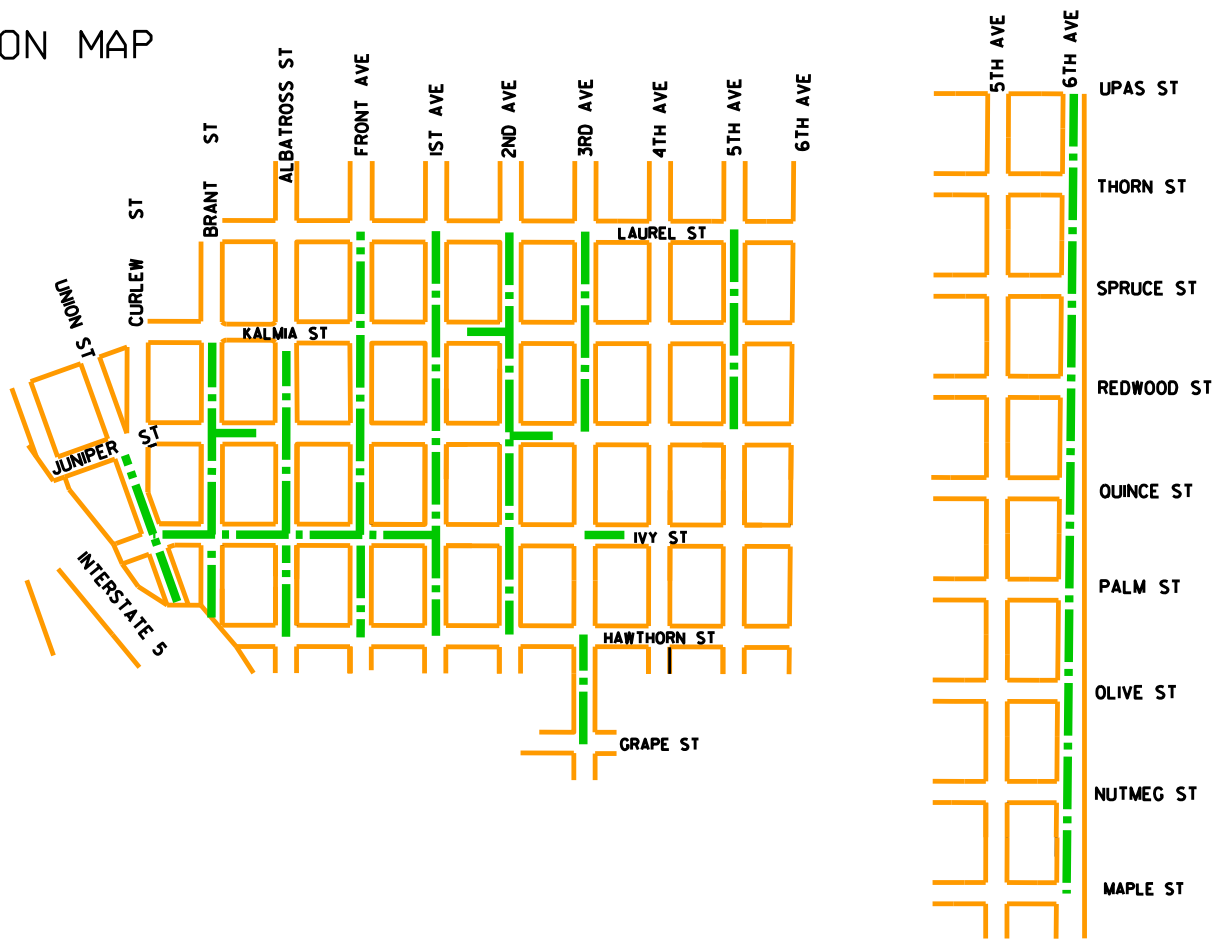 ON MAP
ST
BRANT
ALBATROSS ST
FRONT AVE
1ST AVE
2ND AVE
3RD AVE
4TH AVE
5TH AVE
6TH AVE
ST
CURLEW
UNION ST
LAUREL ST
KALMIA ST
JUNIPER ST
IVY ST
INTERSTATE 5
HAWTHORN ST
GRAPE ST
5TH AVE
6TH AVE
UPAS ST
THORN ST
SPRUCE ST
REDWOOD ST
QUINCE ST
PALM ST
OLIVE ST
NUTMEG ST
MAPLE ST